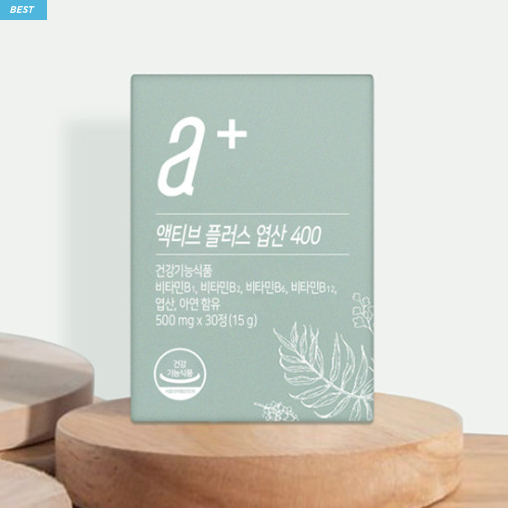 BEST
a+
액티브 플러스 엽산 400
건강기능식품
비타민B₁, 비타민B₂, 비타민B₆, 비타민B₁₂,
엽산, 아연 함유
500 mg x 30정(15 g)
건강
기능식품